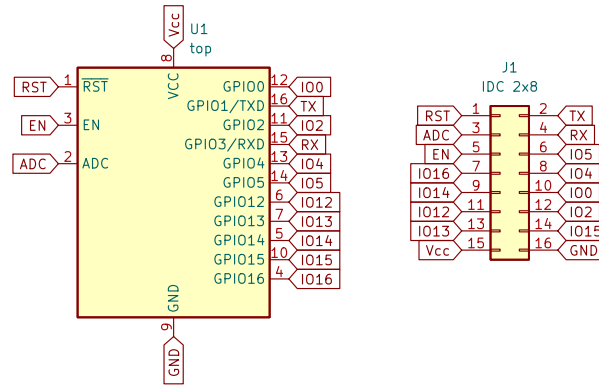 Vcc
U1
top
8
VCC
RST 1 RST
EN 3 EN
ADC 2 ADC
GPIO0 12 IO0
GPIO1/TXD 16 TX
GPIO2 11 IO2
GPIO3/RXD 15 RX
GPIO4 13 IO4
GPIO5 14 IO5
GPIO12 6 IO12
GPIO13 7 IO13
GPIO14 5 IO14
GPIO15 10 IO15
GPIO16 4 IO16
GND
9
GND
J1
IDC 2x8
RST 1 2 TX
ADC 3 4 RX
EN 5 6 IO5
IO16 7 8 IO4
IO14 9 10 IO0
IO12 11 12 IO2
IO13 13 14 IO15
Vcc 15 16 GND